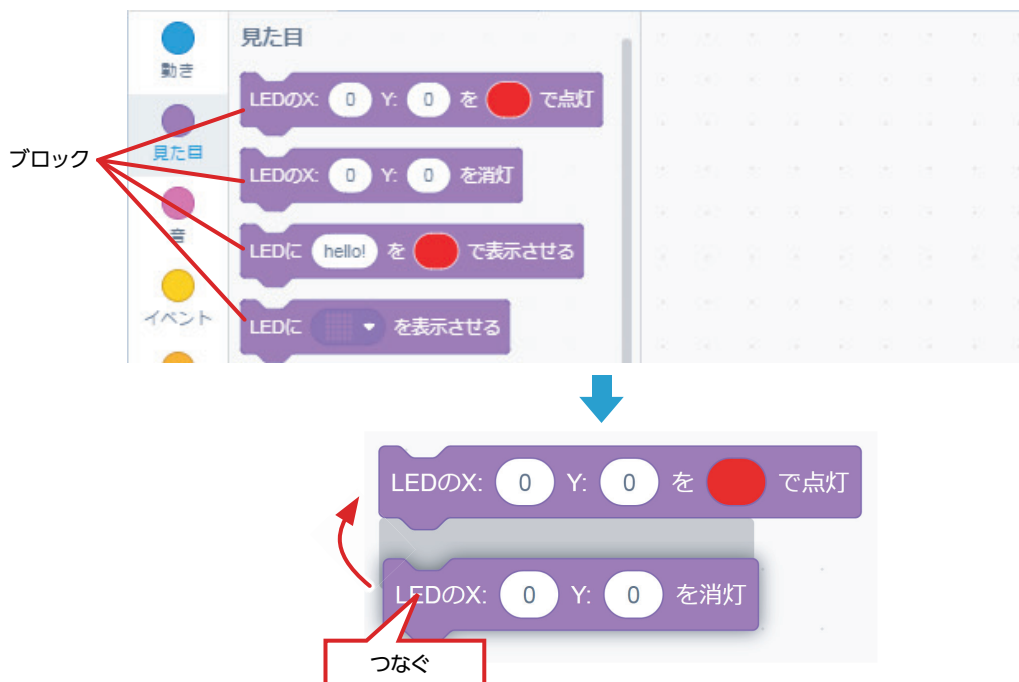 見た目
動き
LEDのX: 0 Y: 0 を で点灯
ブロック
見た目
LEDのX: 0 Y: 0 を消灯
音
LEDに hello! を で表示させる
イベント
LEDに を表示させる
LEDのX: 0 Y: 0 を で点灯
LEDのX: 0 Y: 0 を消灯
つなぐ